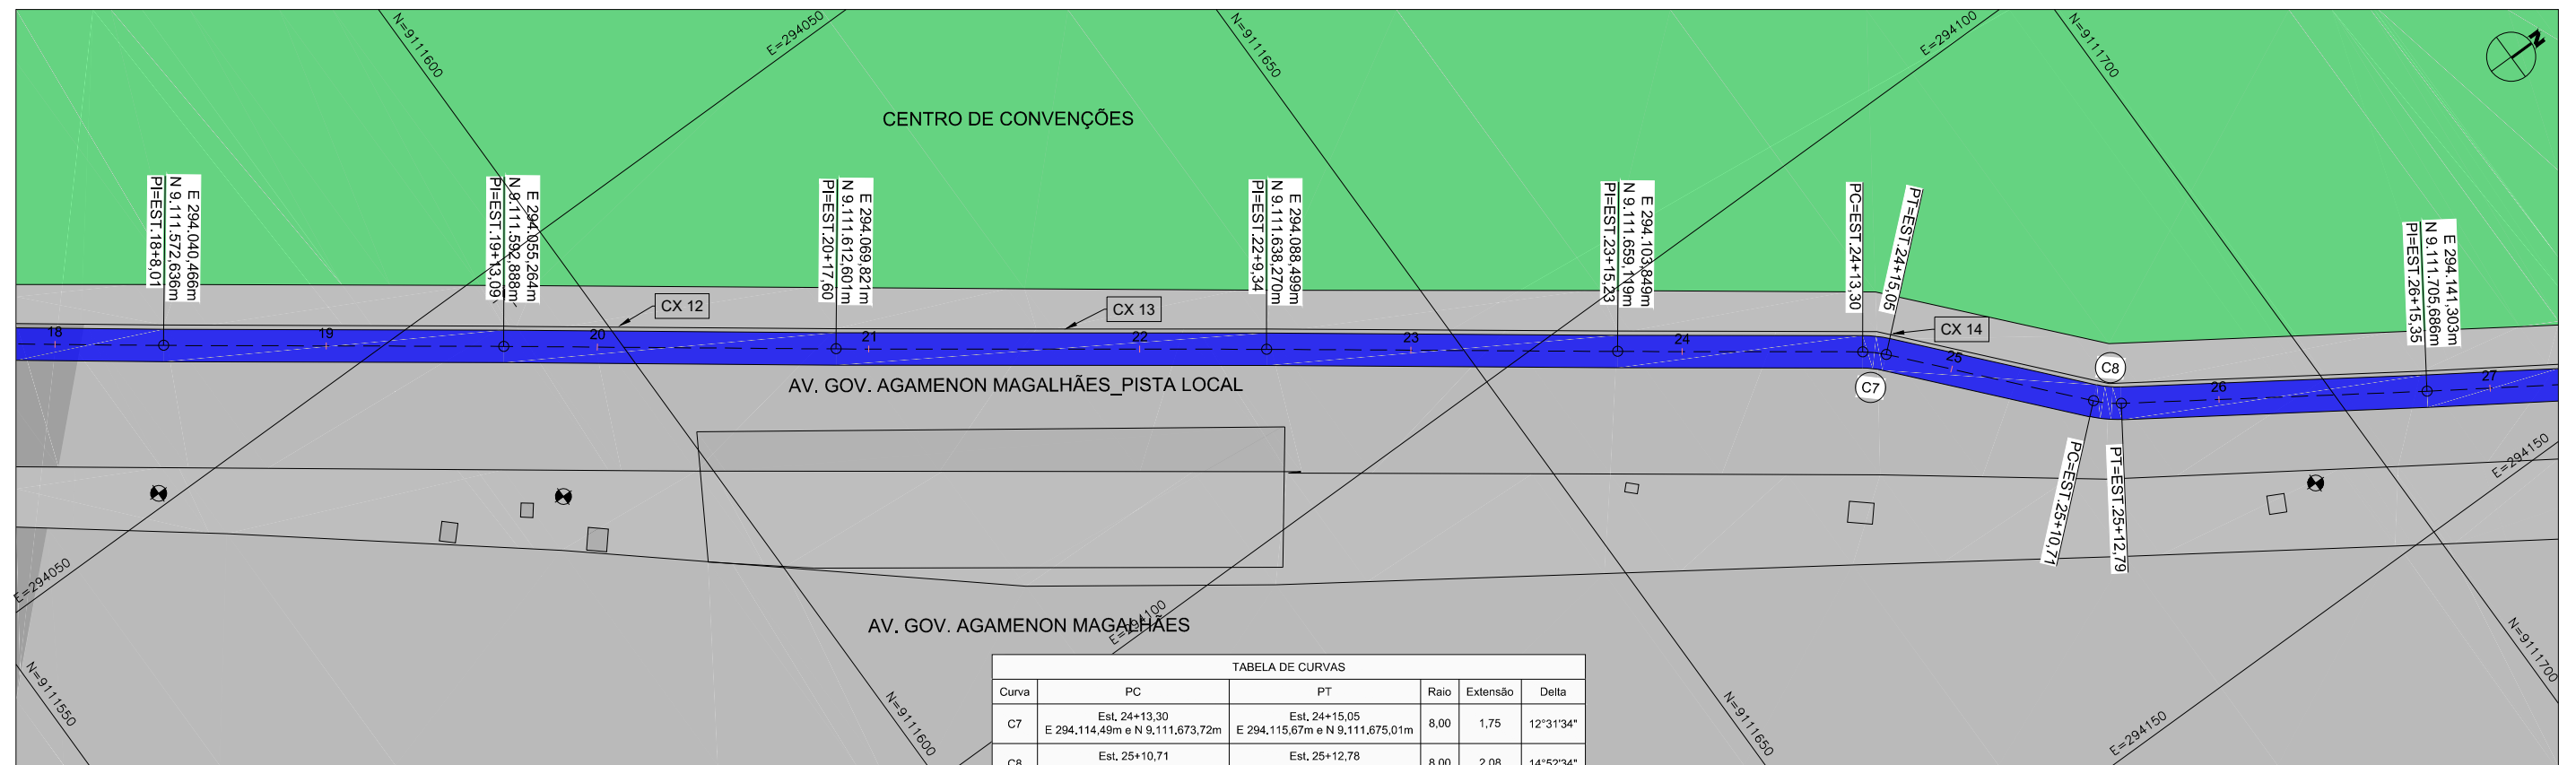 N=9111600
E=294050
N=9111650
E=294100
N=9111700
N
CENTRO DE CONVENÇÕES
E 294.040,466m
N 9.111.572,636m
PI=EST.18+8,01
E 294.055,264m
N 9.111.592,888m
PI=EST.19+13,09
E 294.069,821m
N 9.111.612,601m
PI=EST.20+17,60
E 294.088,499m
N 9.111.638,270m
PI=EST.22+9,34
E 294.103,849m
N 9.111.659,119m
PI=EST.23+15,23
PC=EST.24+13,30
PT=EST.24+15,05
E 294.141,303m
N 9.111.705,686m
PI=EST.26+15,35
CX 12
CX 13
CX 14
18
19
20
21
22
23
24
25
26
27
C7
C8
AV. GOV. AGAMENON MAGALHÃES_PISTA LOCAL
PC=EST.25+10,71
PT=EST.25+12,79
E=294150
E=294050
E=294100
AV. GOV. AGAMENON MAGALHÃES
N=9111550
N=9111600
N=9111650
E=294150
N=9111700
TABELA DE CURVAS
Curva PC PT Raio Extensão Delta
C7 Est. 24+13,30 E 294.114,49m e N 9.111.673,72m Est. 24+15,05 E 294.115,67m e N 9.111.675,01m 8,00 1,75 12°31'34"
C8 Est. 25+10,71 Est. 25+12,78 8,00 2,08 14°52'34"